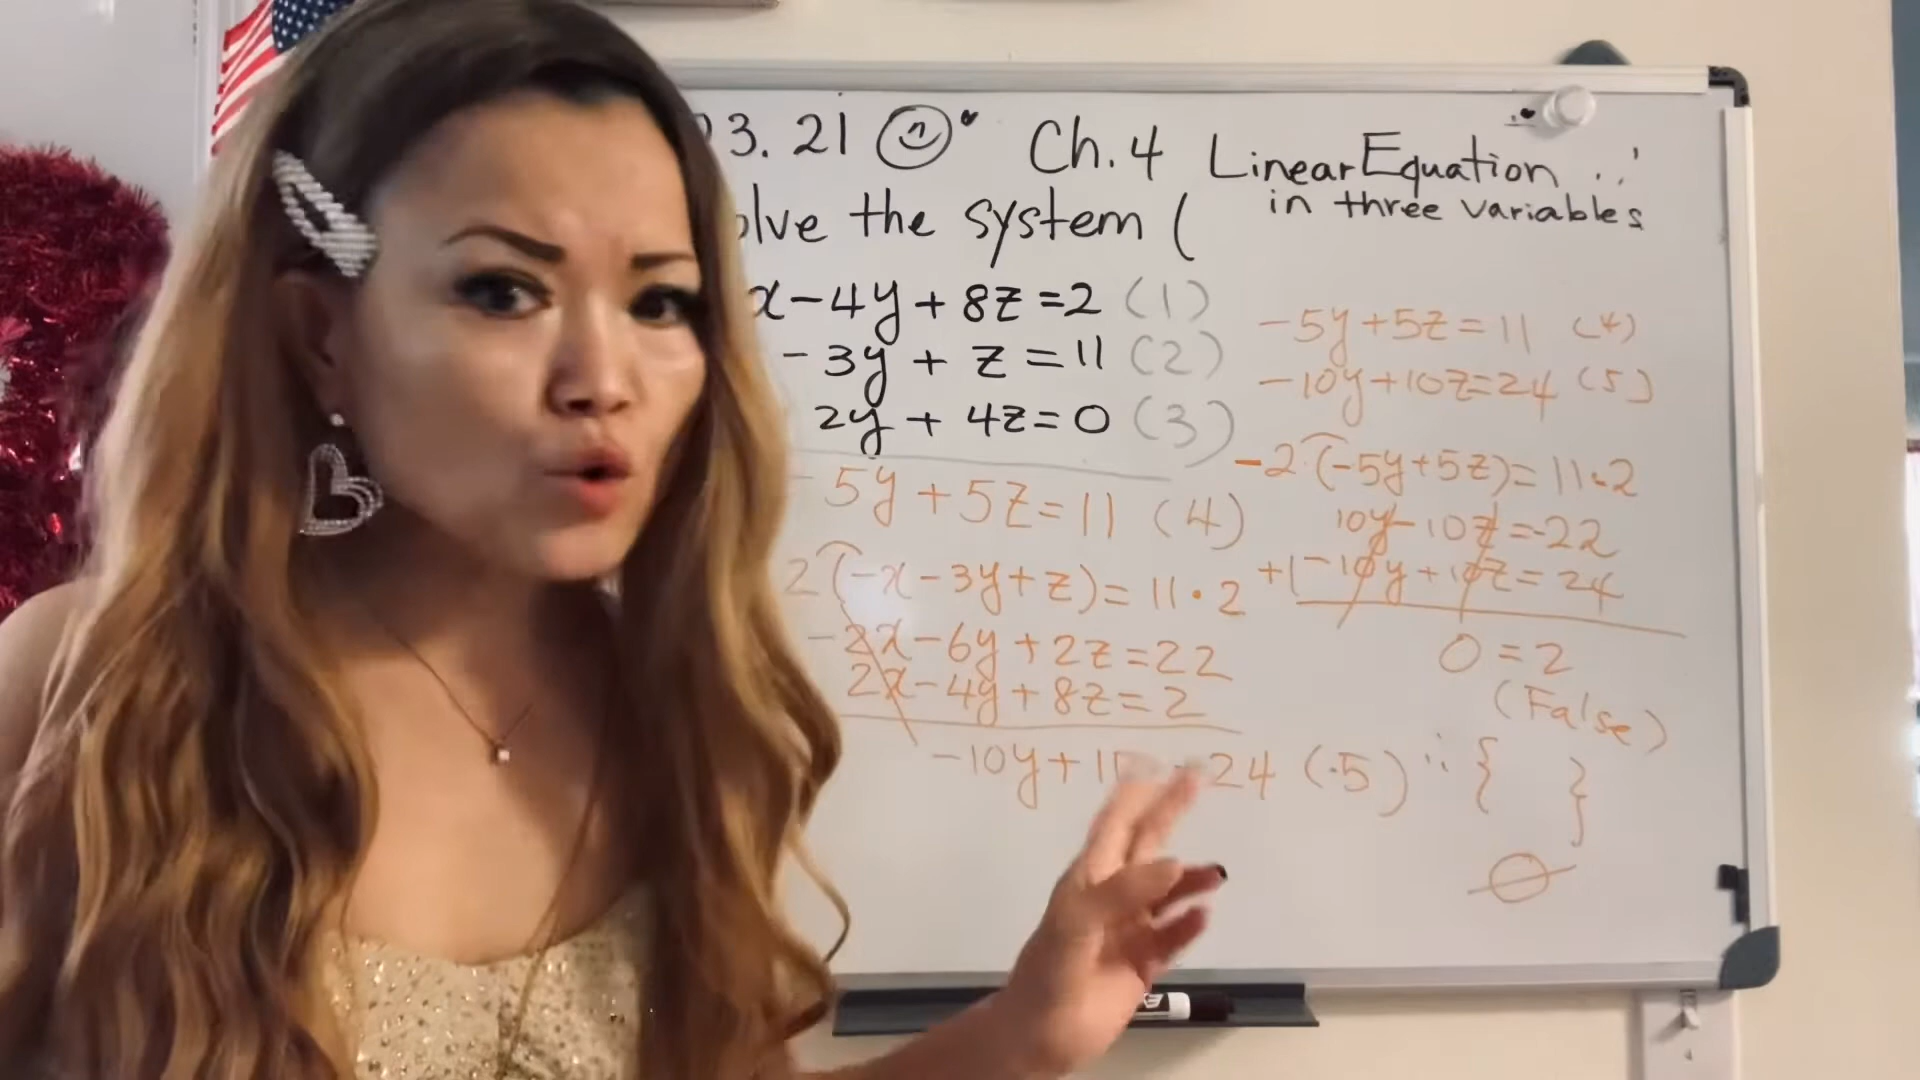 3.21 Ch.4 Linear Equation
in three variables
olve the system (
x-4y+8z=2 (1)
-3y+z=11 (2)
2y+4z=0 (3)
-5y+5z=11 (4)
2(-x-3y+z)=11·2
-2x-6y+2z=22
2x-4y+8z=2
-10y+1 24 (5)
-5y+5z=11 (4)
-10y+10z=24 (5)
-2·(-5y+5z)=11·-2
10y-10z=-22
+(-10y+10z=24
0=2
(False)
∴ { }
∅